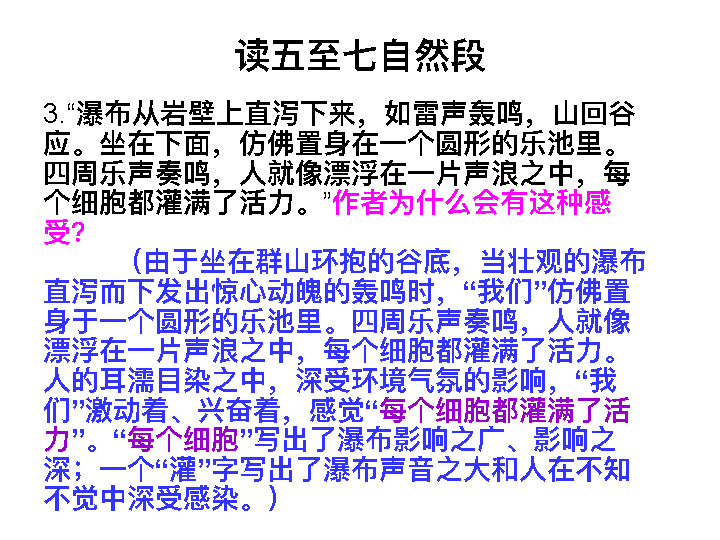 读五至七自然段
3.“瀑布从岩壁上直泻下来，如雷声轰鸣，山回谷
应。坐在下面，仿佛置身在一个圆形的乐池里。
四周乐声奏鸣，人就像漂浮在一片声浪之中，每
个细胞都灌满了活力。”作者为什么会有这种感
受?
（由于坐在群山环抱的谷底，当壮观的瀑布
直泻而下发出惊心动魄的轰鸣时，“我们”仿佛置
身于一个圆形的乐池里。四周乐声奏鸣，人就像
漂浮在一片声浪之中，每个细胞都灌满了活力。
人的耳濡目染之中，深受环境气氛的影响，“我
们”激动着、兴奋着，感觉“每个细胞都灌满了活
力”。“每个细胞”写出了瀑布影响之广、影响之
深；一个“灌”字写出了瀑布声音之大和人在不知
不觉中深受感染。）